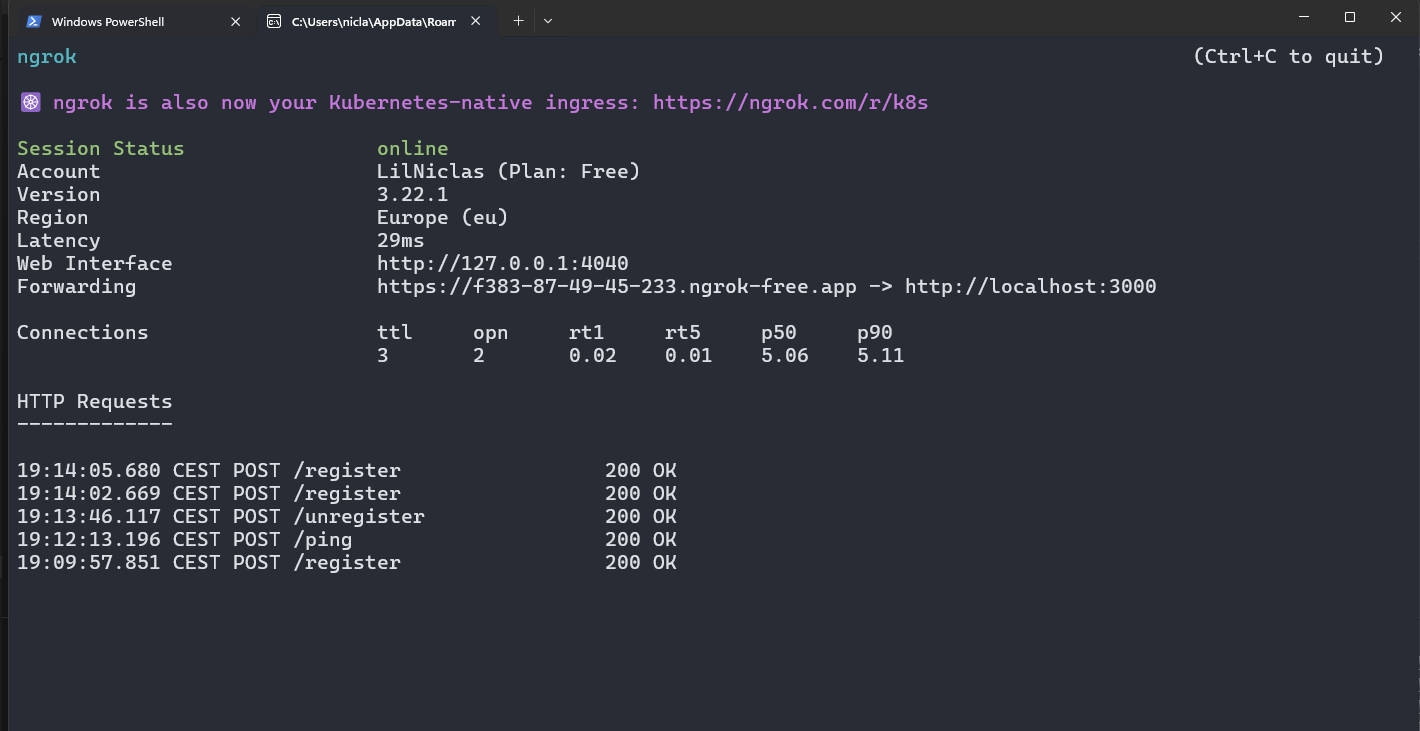 Windows PowerShell
C:\Users\nicla\AppData\Roam
ngrok (Ctrl+C to quit)
ngrok is also now your Kubernetes-native ingress: https://ngrok.com/r/k8s
Session Status online
Account LilNiclas (Plan: Free)
Version 3.22.1
Region Europe (eu)
Latency 29ms
Web Interface http://127.0.0.1:4040
Forwarding https://f383-87-49-45-233.ngrok-free.app -> http://localhost:3000
Connections ttl opn rt1 rt5 p50 p90
3 2 0.02 0.01 5.06 5.11
HTTP Requests
-------------
19:14:05.680 CEST POST /register 200 OK
19:14:02.669 CEST POST /register 200 OK
19:13:46.117 CEST POST /unregister 200 OK
19:12:13.196 CEST POST /ping 200 OK
19:09:57.851 CEST POST /register 200 OK